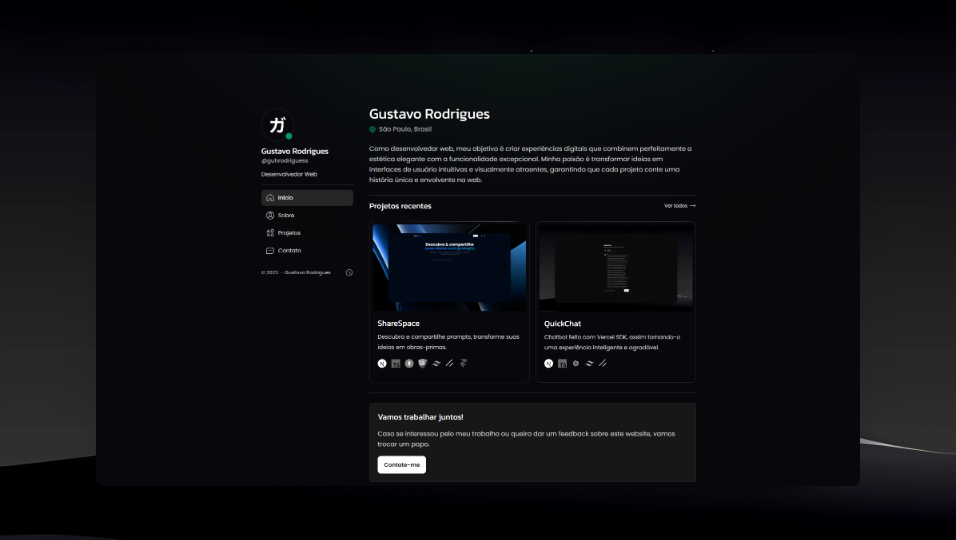 ガ
Gustavo Rodrigues
@guhrodriguess
Desenvolvedor Web
Início
Sobre
Projetos
Contato
© 2023 — Gustavo Rodrigues
Gustavo Rodrigues
São Paulo, Brasil
Como desenvolvedor web, meu objetivo é criar experiências digitais que combinem perfeitamente a
estética elegante com a funcionalidade excepcional. Minha paixão é transformar ideias em
interfaces de usuário intuitivas e visualmente atraentes, garantindo que cada projeto conte uma
história única e envolvente na web.
Projetos recentes
Ver todos →
Descubra & compartilhe
ShareSpace
Descubra e compartilhe prompts, transforme suas
ideias em obras-primas.
QuickChat
Chatbot feito com Vercel SDK, assim tornando-o
uma experiência inteligente e agradável.
Vamos trabalhar juntos!
Caso se interessou pelo meu trabalho ou queira dar um feedback sobre este website, vamos
trocar um papo.
Contate-me